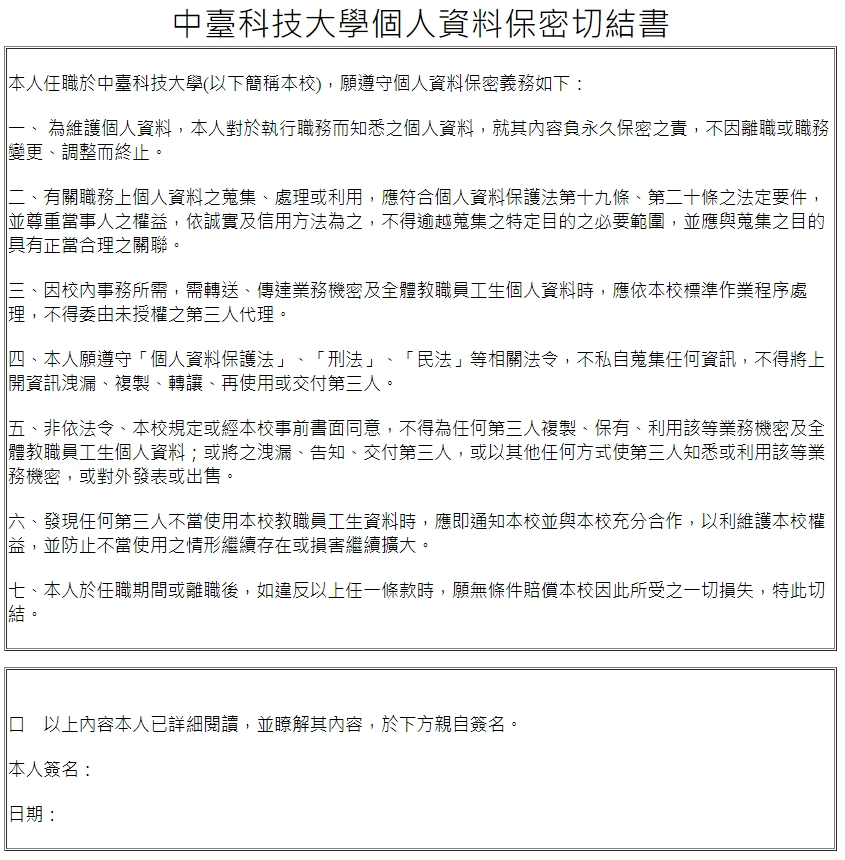 中臺科技大學個人資料保密切結書
本人任職於中臺科技大學(以下簡稱本校)，願遵守個人資料保密義務如下：
一、 為維護個人資料，本人對於執行職務而知悉之個人資料，就其內容負永久保密之責，不因離職或職務
變更、調整而終止。
二、有關職務上個人資料之蒐集、處理或利用，應符合個人資料保護法第十九條、第二十條之法定要件，
並尊重當事人之權益，依誠實及信用方法為之，不得逾越蒐集之特定目的之必要範圍，並應與蒐集之目的
具有正當合理之關聯。
三、因校內事務所需，需轉送、傳達業務機密及全體教職員工生個人資料時，應依本校標準作業程序處
理，不得委由未授權之第三人代理。
四、本人願遵守「個人資料保護法」、「刑法」、「民法」等相關法令，不私自蒐集任何資訊，不得將上
開資訊洩漏、複製、轉讓、再使用或交付第三人。
五、非依法令、本校規定或經本校事前書面同意，不得為任何第三人複製、保有、利用該等業務機密及全
體教職員工生個人資料；或將之洩漏、告知、交付第三人，或以其他任何方式使第三人知悉或利用該等業
務機密，或對外發表或出售。
六、發現任何第三人不當使用本校教職員工生資料時，應即通知本校並與本校充分合作，以利維護本校權
益，並防止不當使用之情形繼續存在或損害繼續擴大。
七、本人於任職期間或離職後，如違反以上任一條款時，願無條件賠償本校因此所受之一切損失，特此切
結。
□　以上內容本人已詳細閱讀，並瞭解其內容，於下方親自簽名。
本人簽名：
日期：